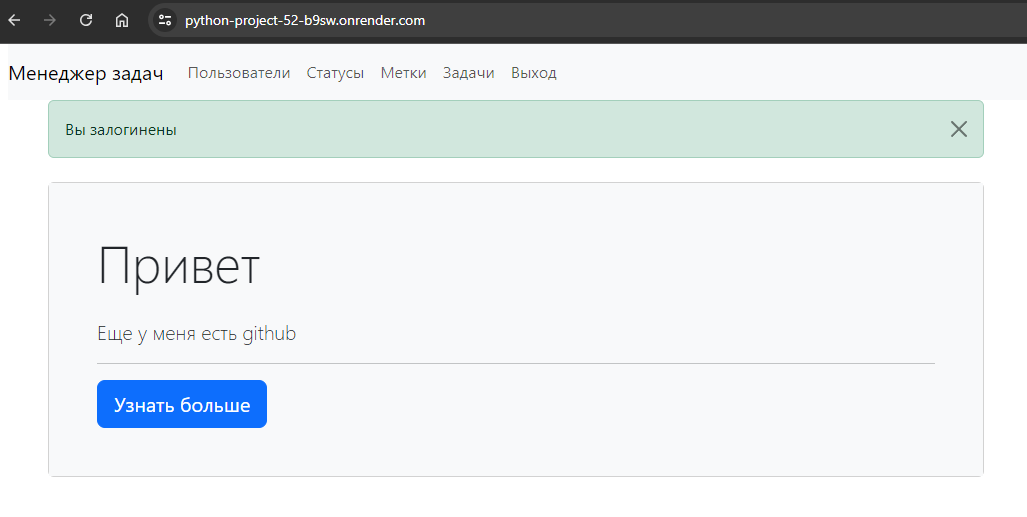 python-project-52-b9sw.onrender.com
Менеджер задач Пользователи Статусы Метки Задачи Выход
Вы залогинены
Привет
Еще у меня есть github
Узнать больше